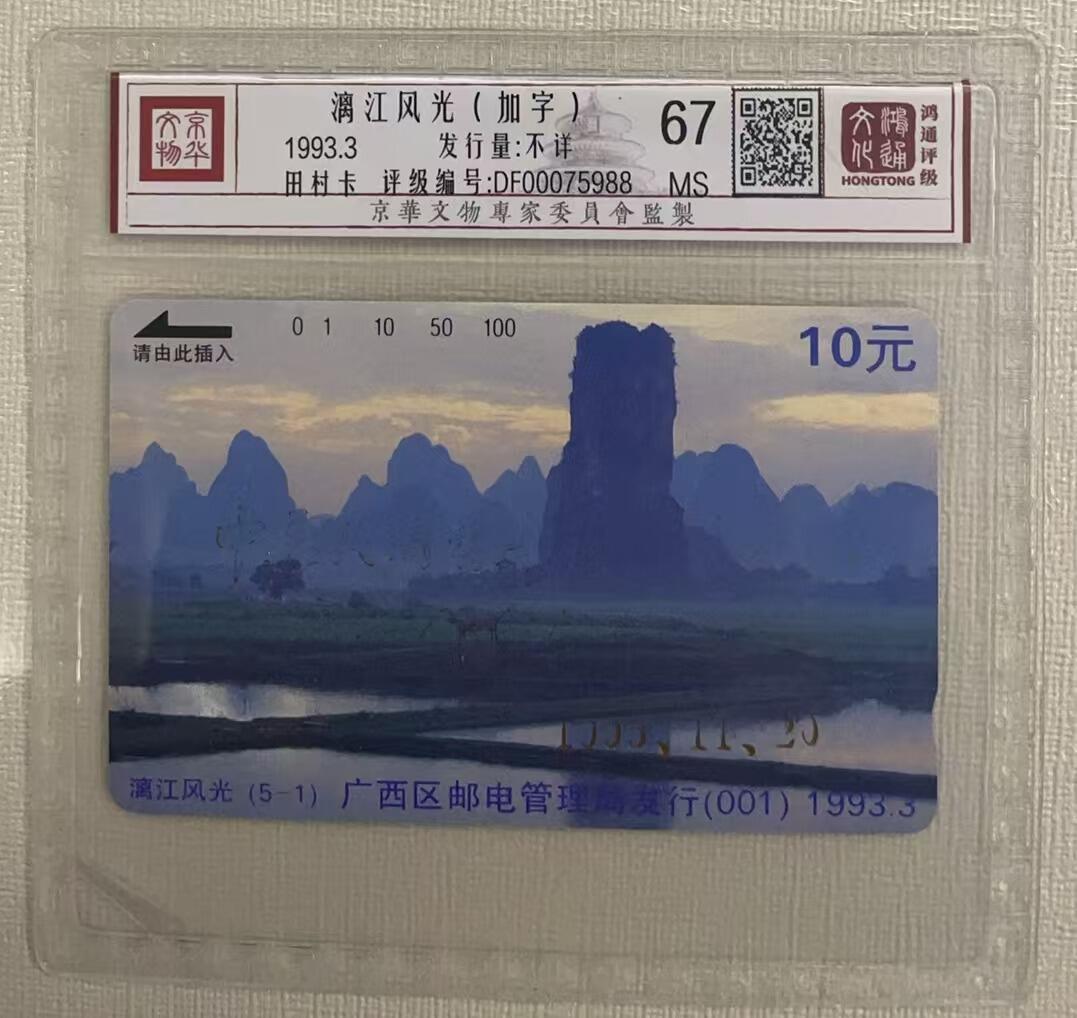 京华文物
漓江风光（加字）
67
1993.3 发行量:不详
田村卡 评级编号:DF00075988 MS
京華文物專家委員會監製
鸿通文化
HONGTONG
鸿通评级
请由此插入
0 1 10 50 100
10元
11、20
漓江风光 (5-1) 广西区邮电管理局发行(001) 1993.3